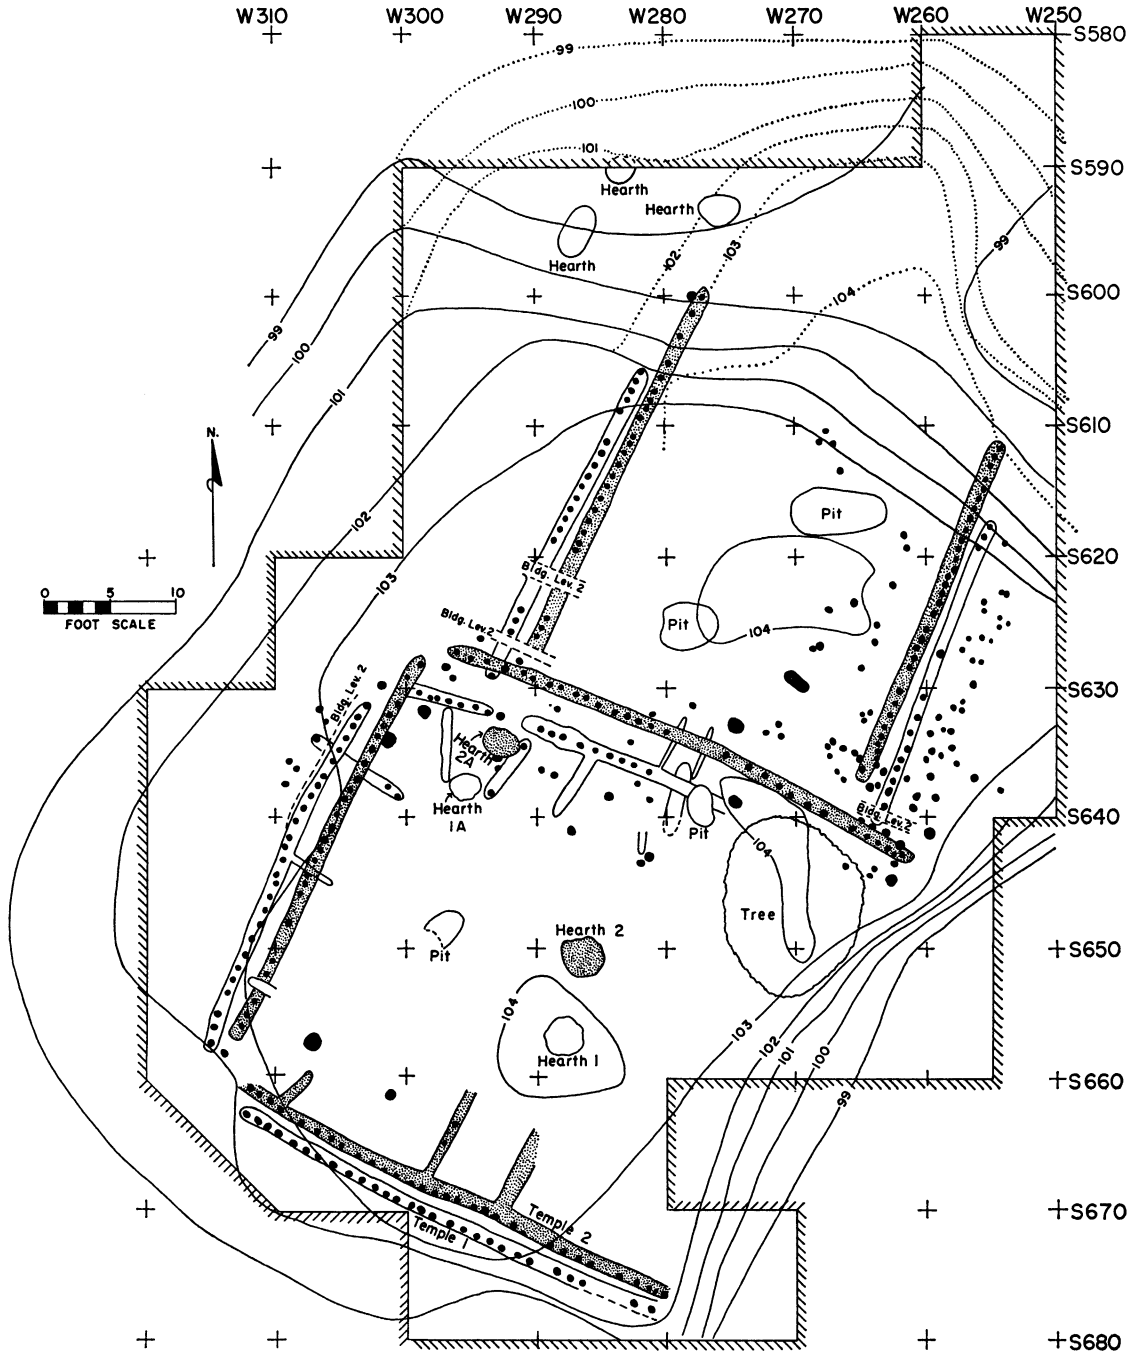 W310 W300 W290 W280 W270 W260 W250
S580
99
100
101
S590
Hearth
Hearth
Hearth
102
103
99
104
S600
99
100
101
N.
S610
102
Pit
103
S620
Bldg. Lev. 2
0 5 10
FOOT SCALE
Bldg. Lev. 2
Pit
104
Bldg. Lev. 2
S630
Hearth
2A
Hearth
1A
Pit
Bldg. Lev. 2
S640
104
Tree
Pit
Hearth 2
S650
104
Hearth 1
103
102
101
100
99
S660
Temple 2
Temple 1
S670
S680